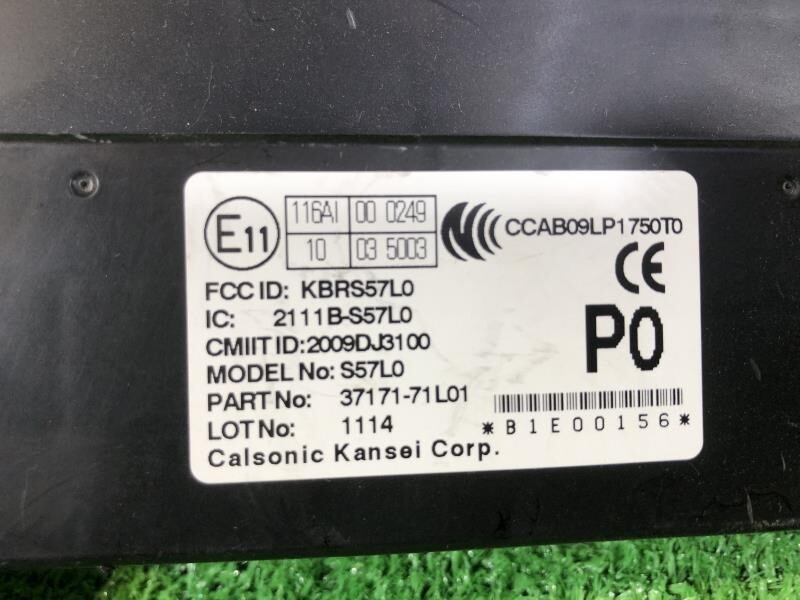 E11 116AI 00 0249 CCAB09LP1750T0
10 03 5003
CE
FCC ID: KBRS57L0
IC: 2111B-S57L0
CMIIT ID:2009DJ3100
MODEL No: S57L0
P0
PART No: 37171-71L01
LOT No: 1114
*B1E00156*
Calsonic Kansei Corp.